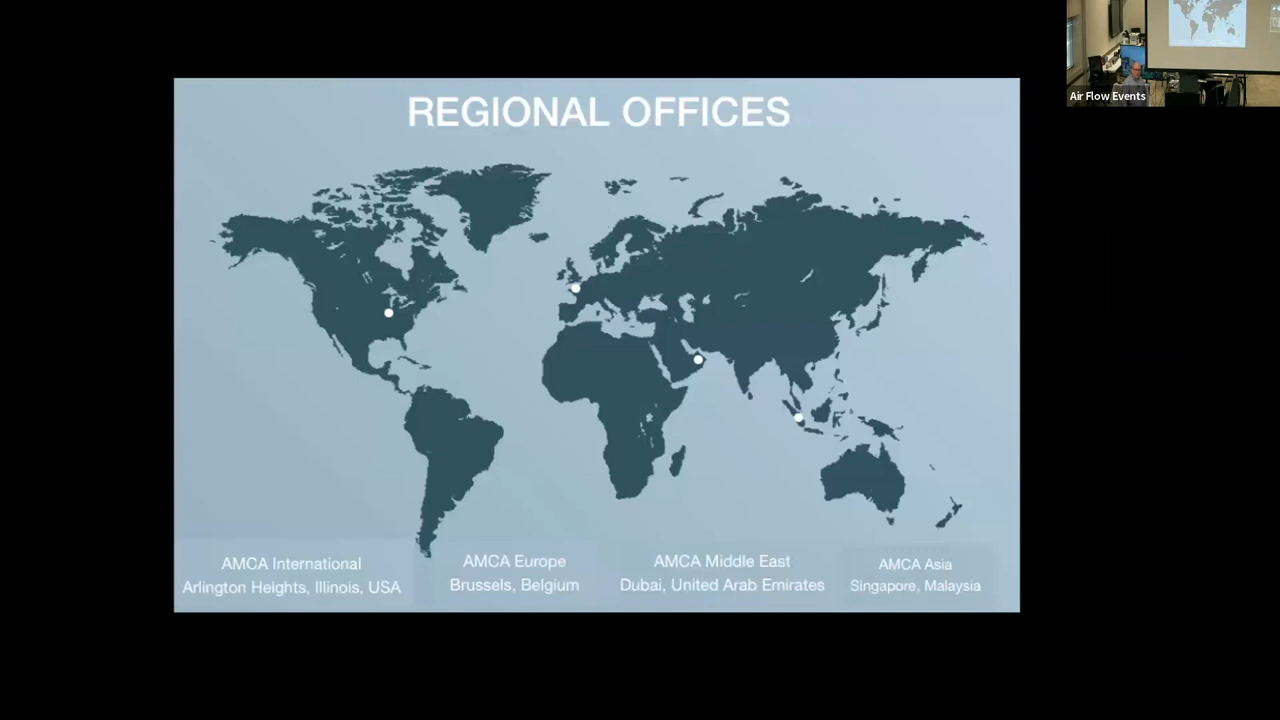 REGIONAL OFFICES
AMCA International
Arlington Heights, Illinois, USA
AMCA Europe
Brussels, Belgium
AMCA Middle East
Dubai, United Arab Emirates
AMCA Asia
Singapore, Malaysia
Air Flow Events